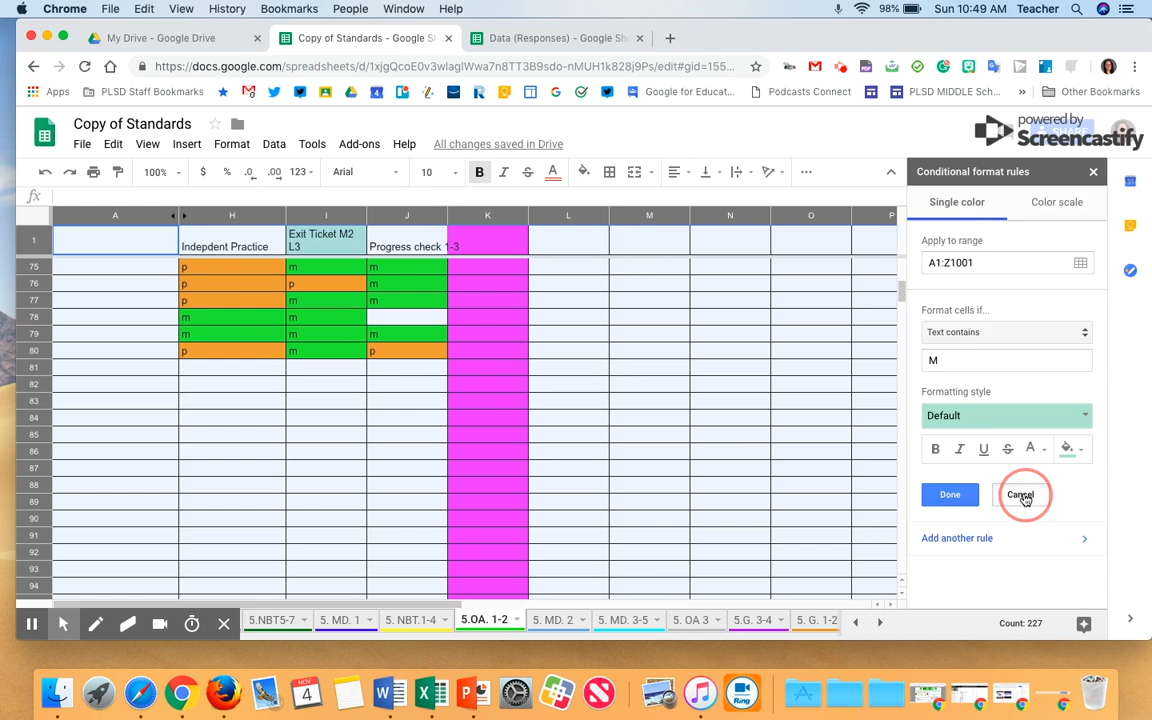 Chrome File Edit View History Bookmarks People Window Help 98% Sun 10:49 AM Teacher
My Drive - Google Drive Copy of Standards - Google Sh Data (Responses) - Google She
https://docs.google.com/spreadsheets/d/1xjgQcoE0v3wlaglWwa7n8TT3B9sdo-nMUH1k828j9Ps/edit#gid=155...
Apps PLSD Staff Bookmarks Google for Educat... Podcasts Connect PLSD MIDDLE Sch... » Other Bookmarks
Copy of Standards
powered by
Screencastify
File Edit View Insert Format Data Tools Add-ons Help All changes saved in Drive
100% $ % .0 .00 123 Arial 10 B I S A
Conditional format rules
fx
Single color Color scale
A H I J K L M N O P
1 Indepdent Practice Exit Ticket M2 L3 Progress check 1-3
Apply to range
A1:Z1001
75 p m m
76 p p m
77 p m m
78 m m
79 m m m
80 p m p
81
82
83
84
85
86
87
88
89
90
91
92
93
94
Format cells if...
Text contains
M
Formatting style
Default
B I U S A
Done Cancel
Add another rule
5.NBT5-7 5.MD. 1 5. NBT.1-4 5.OA. 1-2 5. MD. 2 5. MD. 3-5 5. OA 3 5.G. 3-4 5. G. 1-2 Count: 227
NOV
4
W X P
Ring